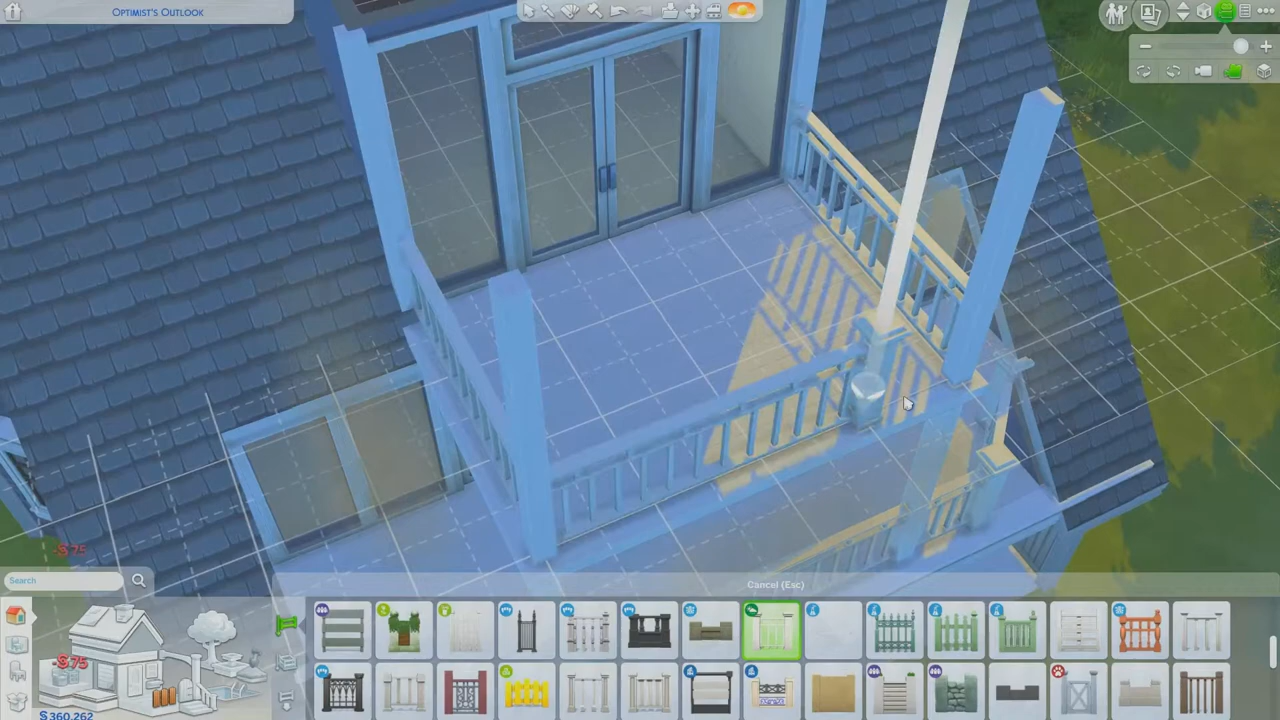 OPTIMIST'S OUTLOOK
-§75
Search
Cancel (Esc)
-§75
§360,262